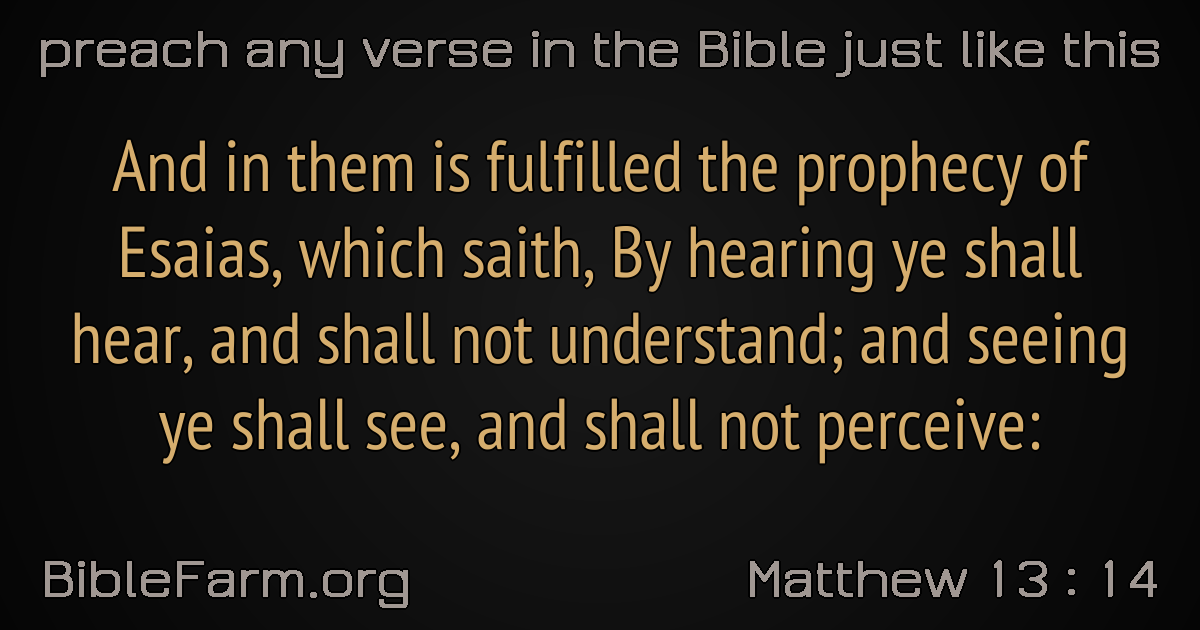 preach any verse in the Bible just like this
And in them is fulfilled the prophecy of
Esaias, which saith, By hearing ye shall
hear, and shall not understand; and seeing
ye shall see, and shall not perceive:
BibleFarm.org
Matthew 13 : 14